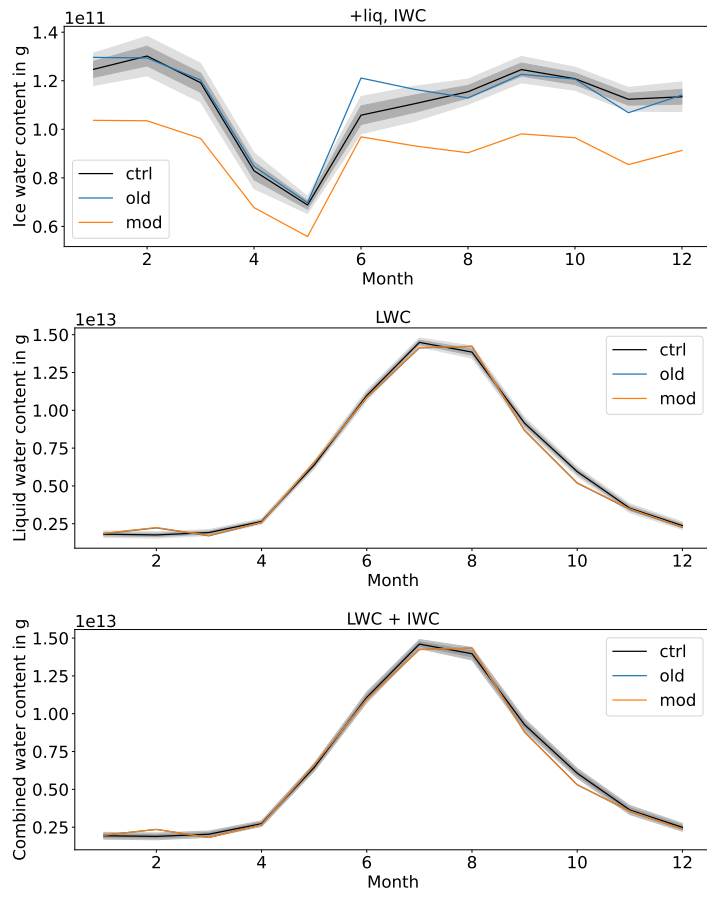 +liq, IWC
1e11
Ice water content in g
1.4
1.2
1.0
0.8
0.6
ctrl
old
mod
2 4 6 8 10 12
Month
LWC
1e13
Liquid water content in g
1.50
1.25
1.00
0.75
0.50
0.25
ctrl
old
mod
2 4 6 8 10 12
Month
LWC + IWC
1e13
Combined water content in g
1.50
1.25
1.00
0.75
0.50
0.25
ctrl
old
mod
2 4 6 8 10 12
Month